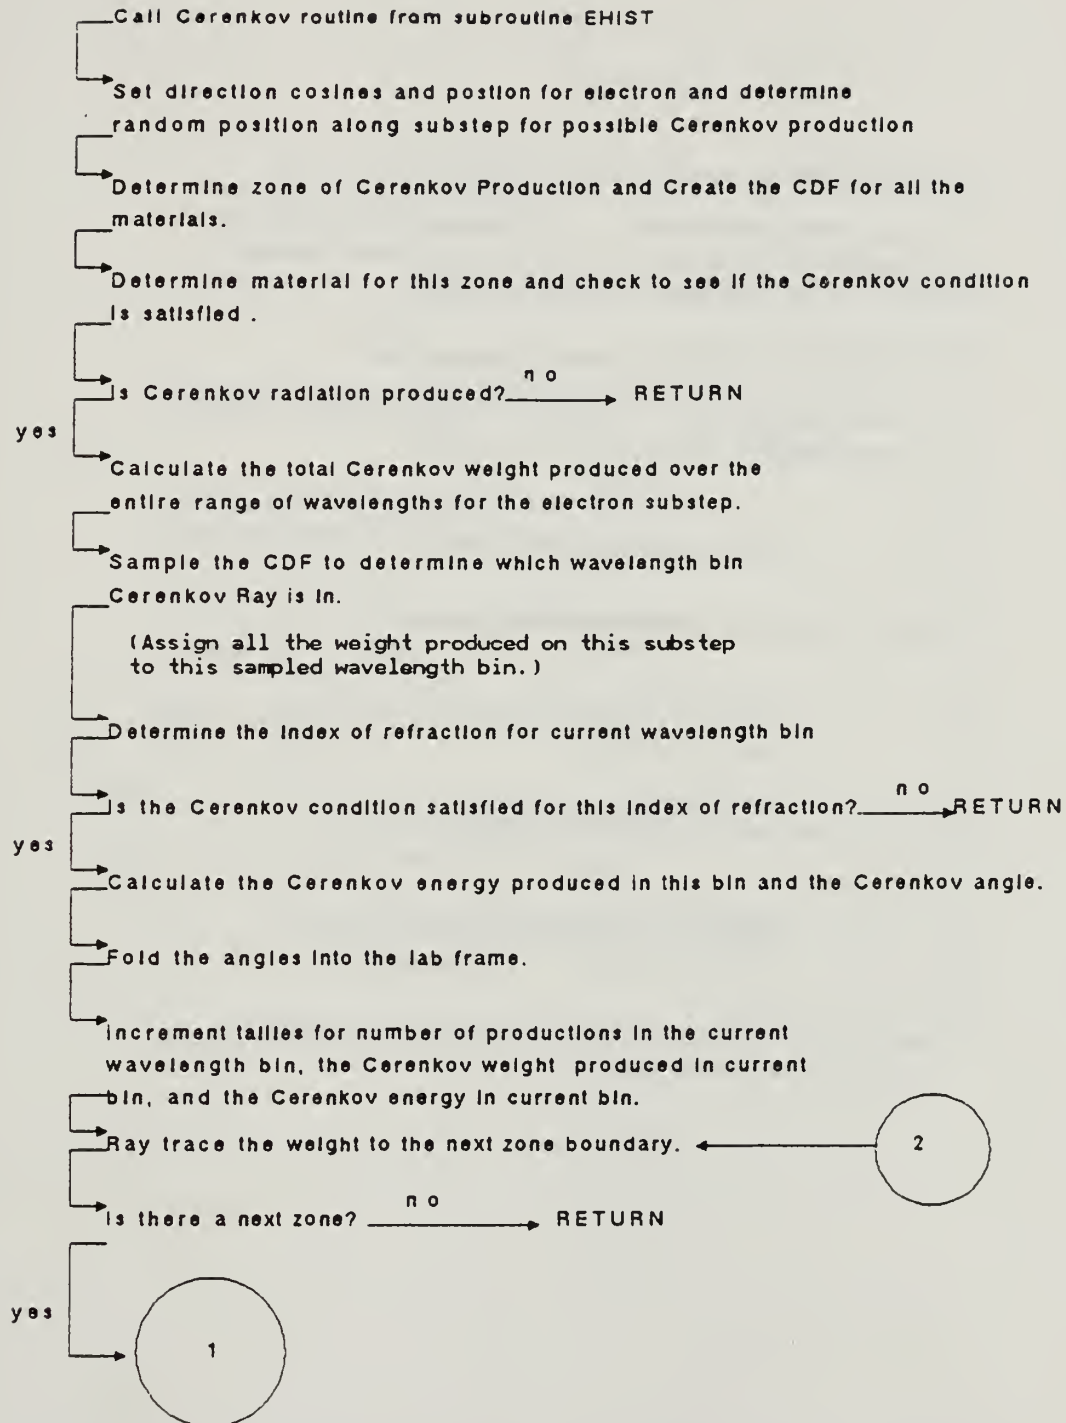 Call Cerenkov routine from subroutine EHIST
Set direction cosines and postion for electron and determine
random position along substep for possible Cerenkov production
Determine zone of Cerenkov Production and Create the CDF for all the
materials.
Determine material for this zone and check to see if the Cerenkov condition
is satisfied .
Is Cerenkov radiation produced? no RETURN
yes
Calculate the total Cerenkov weight produced over the
entire range of wavelengths for the electron substep.
Sample the CDF to determine which wavelength bin
Cerenkov Ray is in.
(Assign all the weight produced on this substep
to this sampled wavelength bin.)
Determine the index of refraction for current wavelength bin
Is the Cerenkov condition satisfied for this index of refraction? no RETURN
yes
Calculate the Cerenkov energy produced in this bin and the Cerenkov angle.
Fold the angles into the lab frame.
Increment tallies for number of productions in the current
wavelength bin, the Cerenkov weight produced in current
bin, and the Cerenkov energy in current bin.
Ray trace the weight to the next zone boundary. 2
Is there a next zone? no RETURN
yes
1